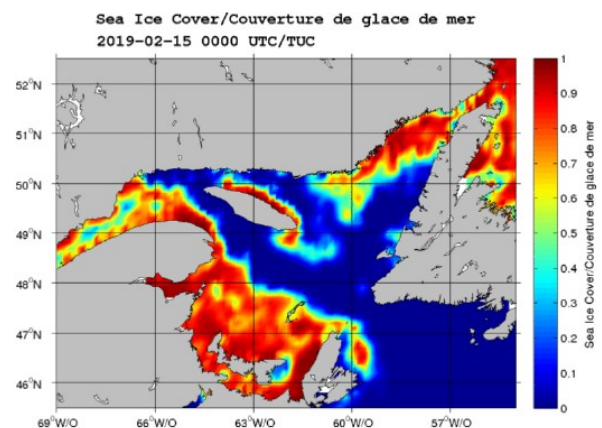 Sea Ice Cover/Couverture de glace de mer
2019-02-15 0000 UTC/TUC
52°N
51°N
50°N
49°N
48°N
47°N
46°N
69°W/O
66°W/O
63°W/O
60°W/O
57°W/O
1
0.9
0.8
0.7
0.6
0.5
0.4
0.3
0.2
0.1
0
Sea Ice Cover/Couverture de glace de mer